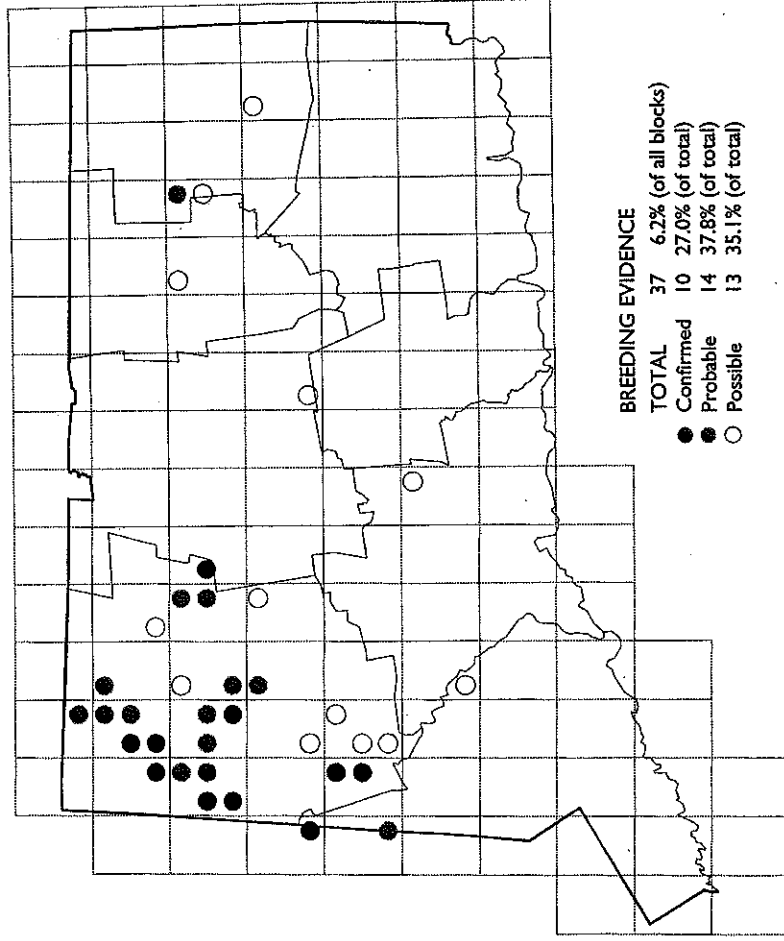 BREEDING EVIDENCE
TOTAL 37 6.2% (of all blocks)
Confirmed 10 27.0% (of total)
Probable 14 37.8% (of total)
Possible 13 35.1% (of total)